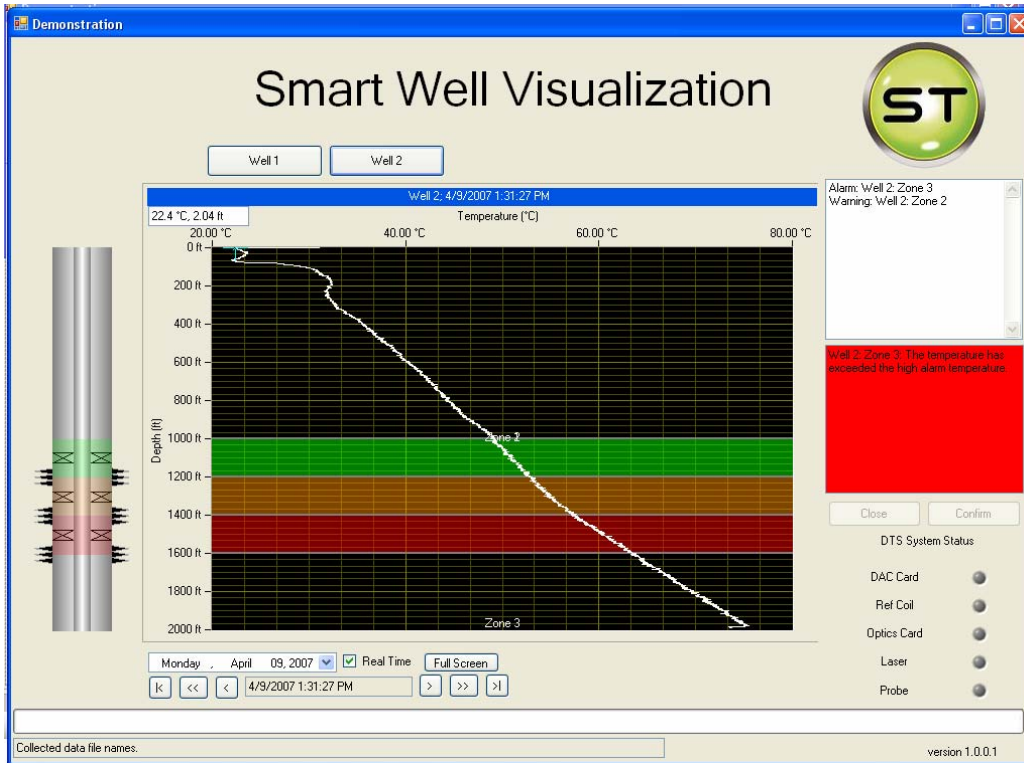 Demonstration
Smart Well Visualization
ST
Well 1
Well 2
Well 2; 4/9/2007 1:31:27 PM
22.4 °C, 2.04 ft
Temperature (°C)
20.00 °C
40.00 °C
60.00 °C
80.00 °C
Depth (ft)
0 ft
200 ft
400 ft
600 ft
800 ft
1000 ft
1200 ft
1400 ft
1600 ft
1800 ft
2000 ft
Zone 3
Alarm: Well 2: Zone 3
Warning: Well 2: Zone 2
Well 2: Zone 3: The temperature has
exceeded the high alarm temperature.
Close
Confirm
DTS System Status
DAC Card
Ref Coil
Optics Card
Laser
Probe
Monday , April 09, 2007
Real Time
Full Screen
|<
<<
<
4/9/2007 1:31:27 PM
>
>>
>|
Collected data file names.
version 1.0.0.1